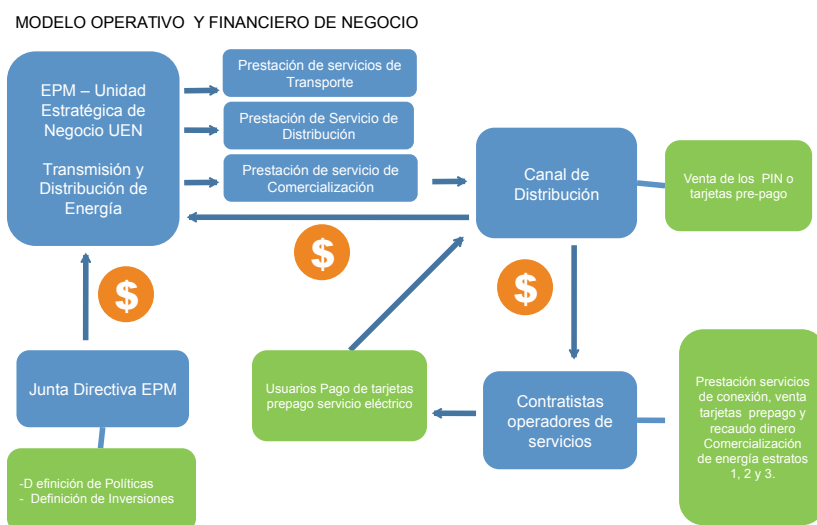 MODELO OPERATIVO Y FINANCIERO DE NEGOCIO
EPM – Unidad
Estratégica de
Negocio UEN
Transmisión y
Distribución de
Energía
Prestación de servicios de
Transporte
Prestación de Servicio de
Distribución
Prestación de servicio de
Comercialización
Canal de
Distribución
Venta de los PIN o
tarjetas pre-pago
$
$
$
Junta Directiva EPM
Usuarios Pago de tarjetas
prepago servicio eléctrico
Contratistas
operadores de
servicios
Prestación servicios
de conexión, venta
tarjetas prepago y
recaudo dinero
Comercialización
de energía estratos
1, 2 y 3.
-D efinición de Políticas
- Definición de Inversiones